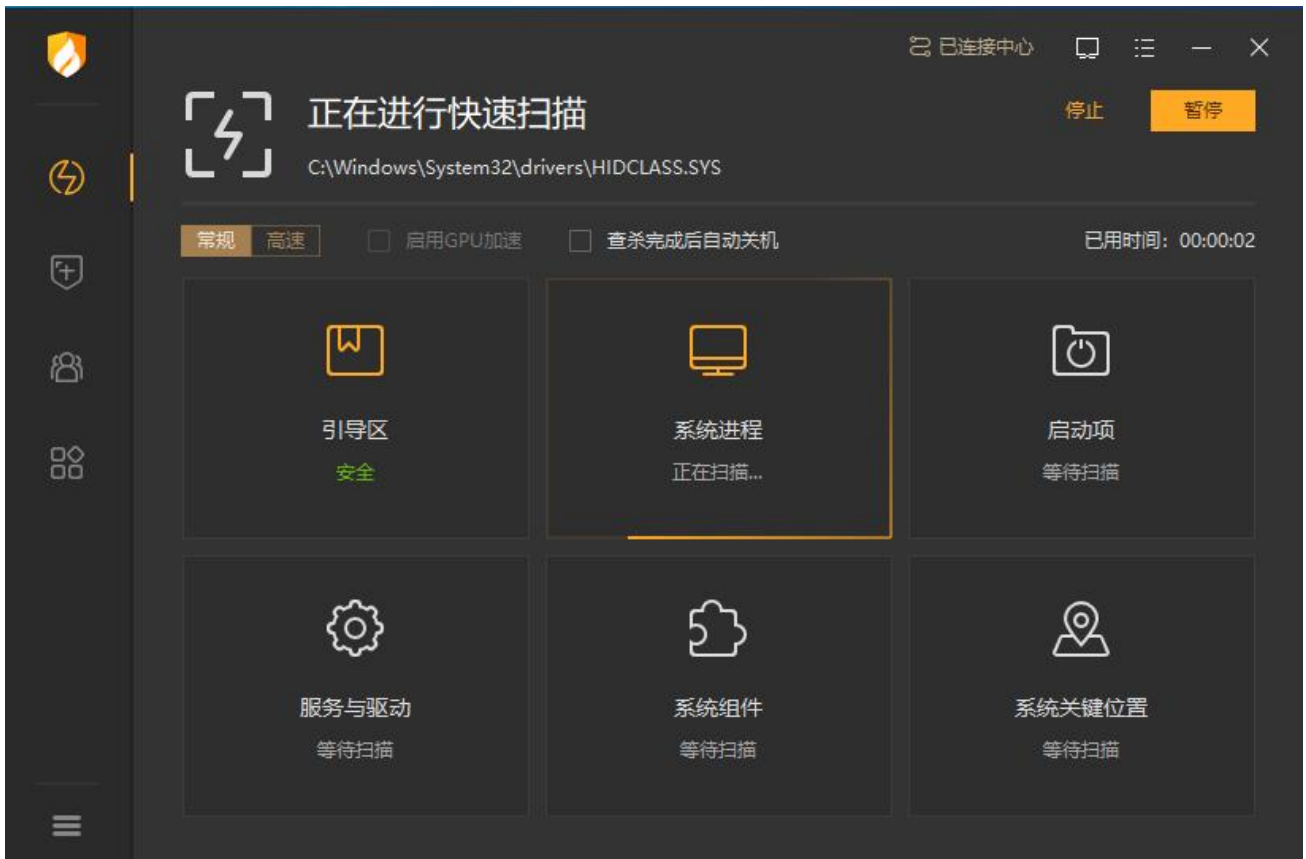 已连接中心
正在进行快速扫描
停止
暂停
C:\Windows\System32\drivers\HIDCLASS.SYS
常规 高速 启用GPU加速 查杀完成后自动关机 已用时间：00:00:02
引导区
安全
系统进程
正在扫描...
启动项
等待扫描
服务与驱动
等待扫描
系统组件
等待扫描
系统关键位置
等待扫描